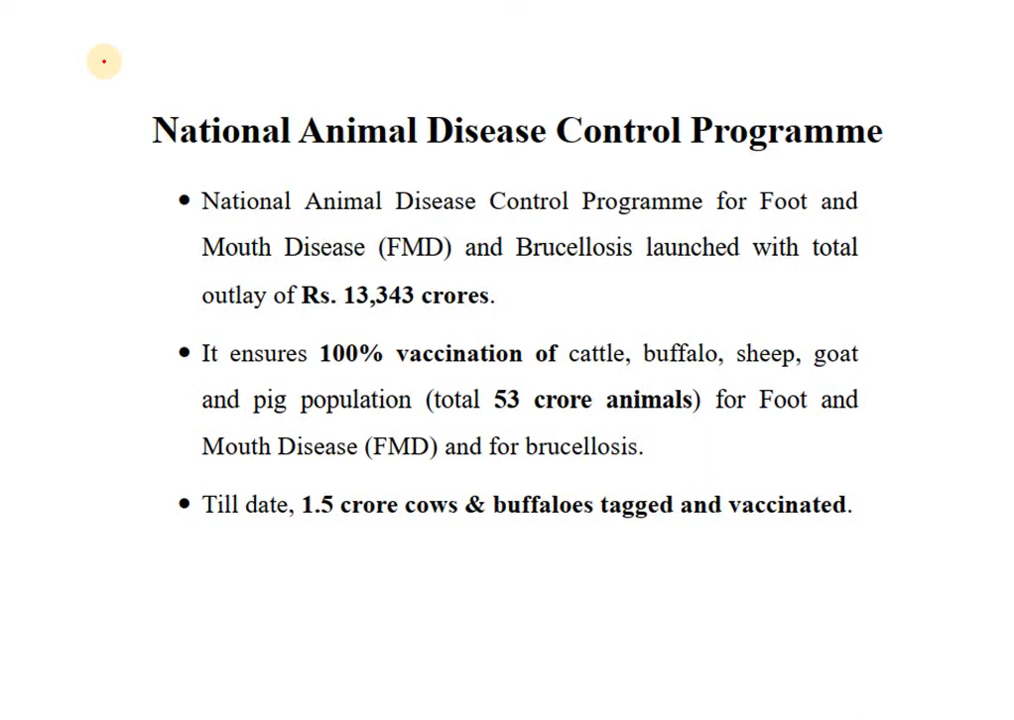 National Animal Disease Control Programme
• National Animal Disease Control Programme for Foot and
Mouth Disease (FMD) and Brucellosis launched with total
outlay of Rs. 13,343 crores.
• It ensures 100% vaccination of cattle, buffalo, sheep, goat
and pig population (total 53 crore animals) for Foot and
Mouth Disease (FMD) and for brucellosis.
• Till date, 1.5 crore cows & buffaloes tagged and vaccinated.